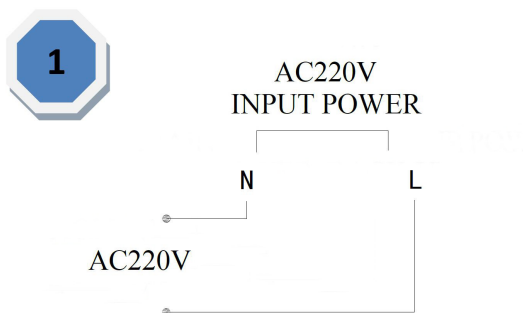 1
AC220V
INPUT POWER
N L
AC220V